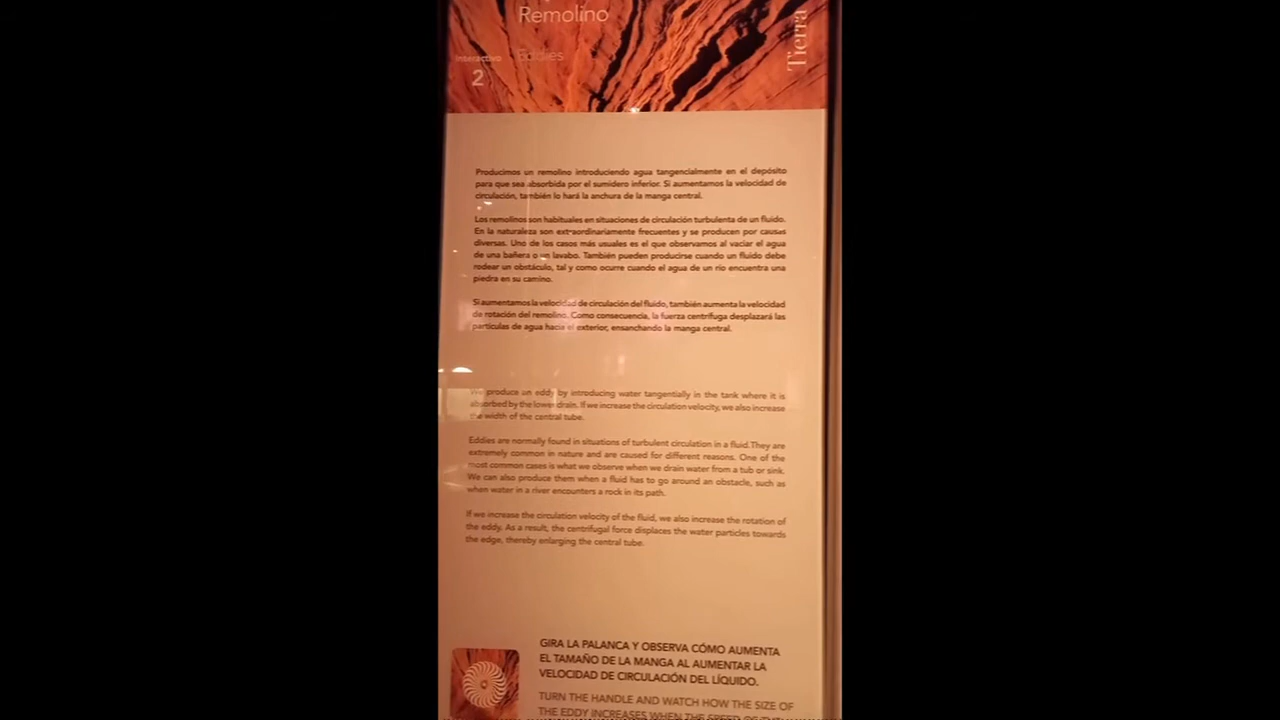 Remolino
Tierra
Interactivo
Eddies
2
Producimos un remolino introduciendo agua tangencialmente en el depósito
para que sea absorbida por el sumidero inferior. Si aumentamos la velocidad de
circulación, también lo hará la anchura de la manga central.
Los remolinos son habituales en situaciones de circulación turbulenta de un fluido.
En la naturaleza son extraordinariamente frecuentes y se producen por causas
diversas. Uno de los casos más usuales es el que observamos al vaciar el agua
de una bañera o un lavabo. También pueden producirse cuando un fluido debe
rodear un obstáculo, tal y como ocurre cuando el agua de un río encuentra una
piedra en su camino.
Si aumentamos la velocidad de circulación del fluido, también aumenta la velocidad
de rotación del remolino. Como consecuencia, la fuerza centrífuga desplazará las
partículas de agua hacia el exterior, ensanchando la manga central.
We produce un eddy by introducing water tangentially in the tank where it is
absorbed by the lower drain. If we increase the circulation velocity, we also increase
the width of the central tube.
Eddies are normally found in situations of turbulent circulation in a fluid.They are
extremely common in nature and are caused for different reasons. One of the
most common cases is what we observe when we drain water from a tub or sink.
We can also produce them when a fluid has to go around an obstacle, such as
when water in a river encounters a rock in its path.
If we increase the circulation velocity of the fluid, we also increase the rotation of
the eddy. As a result, the centrifugal force displaces the water particles towards
the edge, thereby enlarging the central tube.
GIRA LA PALANCA Y OBSERVA CÓMO AUMENTA
EL TAMAÑO DE LA MANGA AL AUMENTAR LA
VELOCIDAD DE CIRCULACIÓN DEL LÍQUIDO.
TURN THE HANDLE AND WATCH HOW THE SIZE OF
THE EDDY INCREASES WHEN THE SPEED OF THE